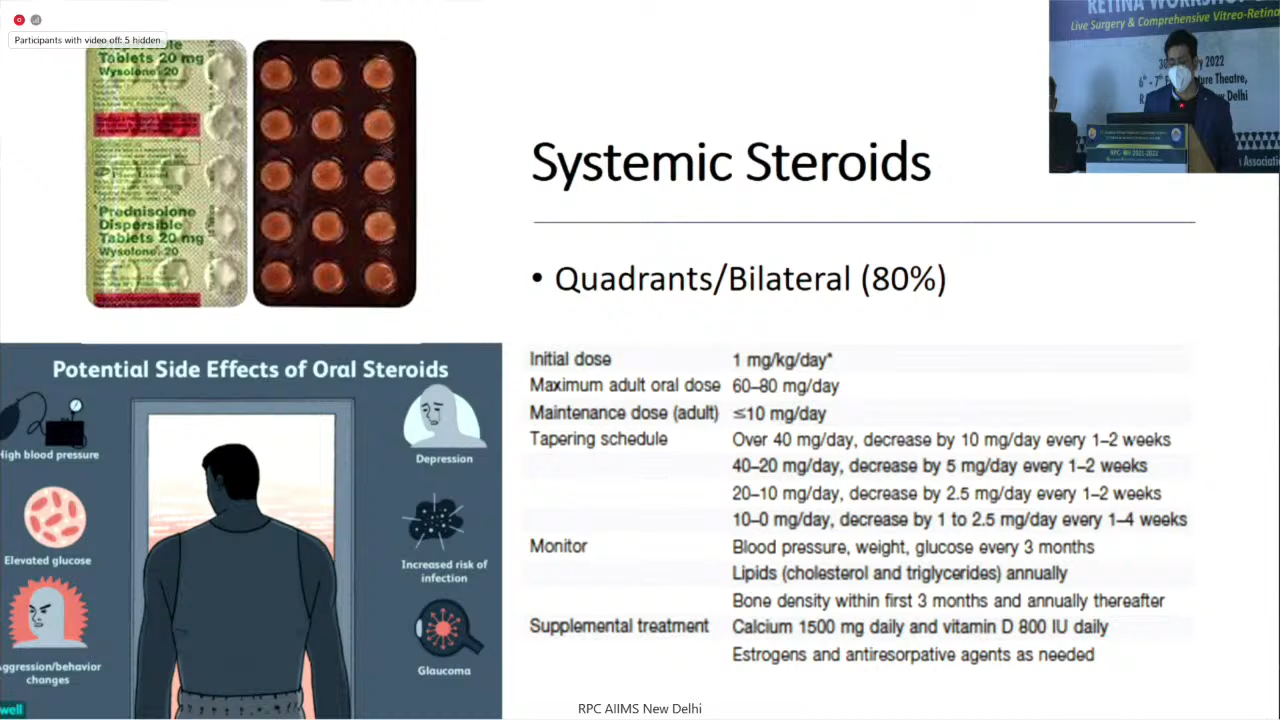 Participants with video off: 5 hidden
Tablets 20 mg
Wysolone 20
Prednisolone
Dispersible
Tablets 20 mg
Wysolone 20
RETINA WORKSHOP
Live Surgery & Comprehensive Vitreo-Retina
2022
Theatre,
Delhi
Associa
Systemic Steroids
• Quadrants/Bilateral (80%)
Initial dose 1 mg/kg/day*
Maximum adult oral dose 60–80 mg/day
Maintenance dose (adult) ≤10 mg/day
Tapering schedule Over 40 mg/day, decrease by 10 mg/day every 1–2 weeks
40–20 mg/day, decrease by 5 mg/day every 1–2 weeks
20–10 mg/day, decrease by 2.5 mg/day every 1–2 weeks
10–0 mg/day, decrease by 1 to 2.5 mg/day every 1–4 weeks
Monitor Blood pressure, weight, glucose every 3 months
Lipids (cholesterol and triglycerides) annually
Bone density within first 3 months and annually thereafter
Supplemental treatment Calcium 1500 mg daily and vitamin D 800 IU daily
Estrogens and antiresorpative agents as needed
Potential Side Effects of Oral Steroids
High blood pressure
Elevated glucose
Aggression/behavior
changes
Depression
Increased risk of
infection
Glaucoma
well
RPC AIIMS New Delhi